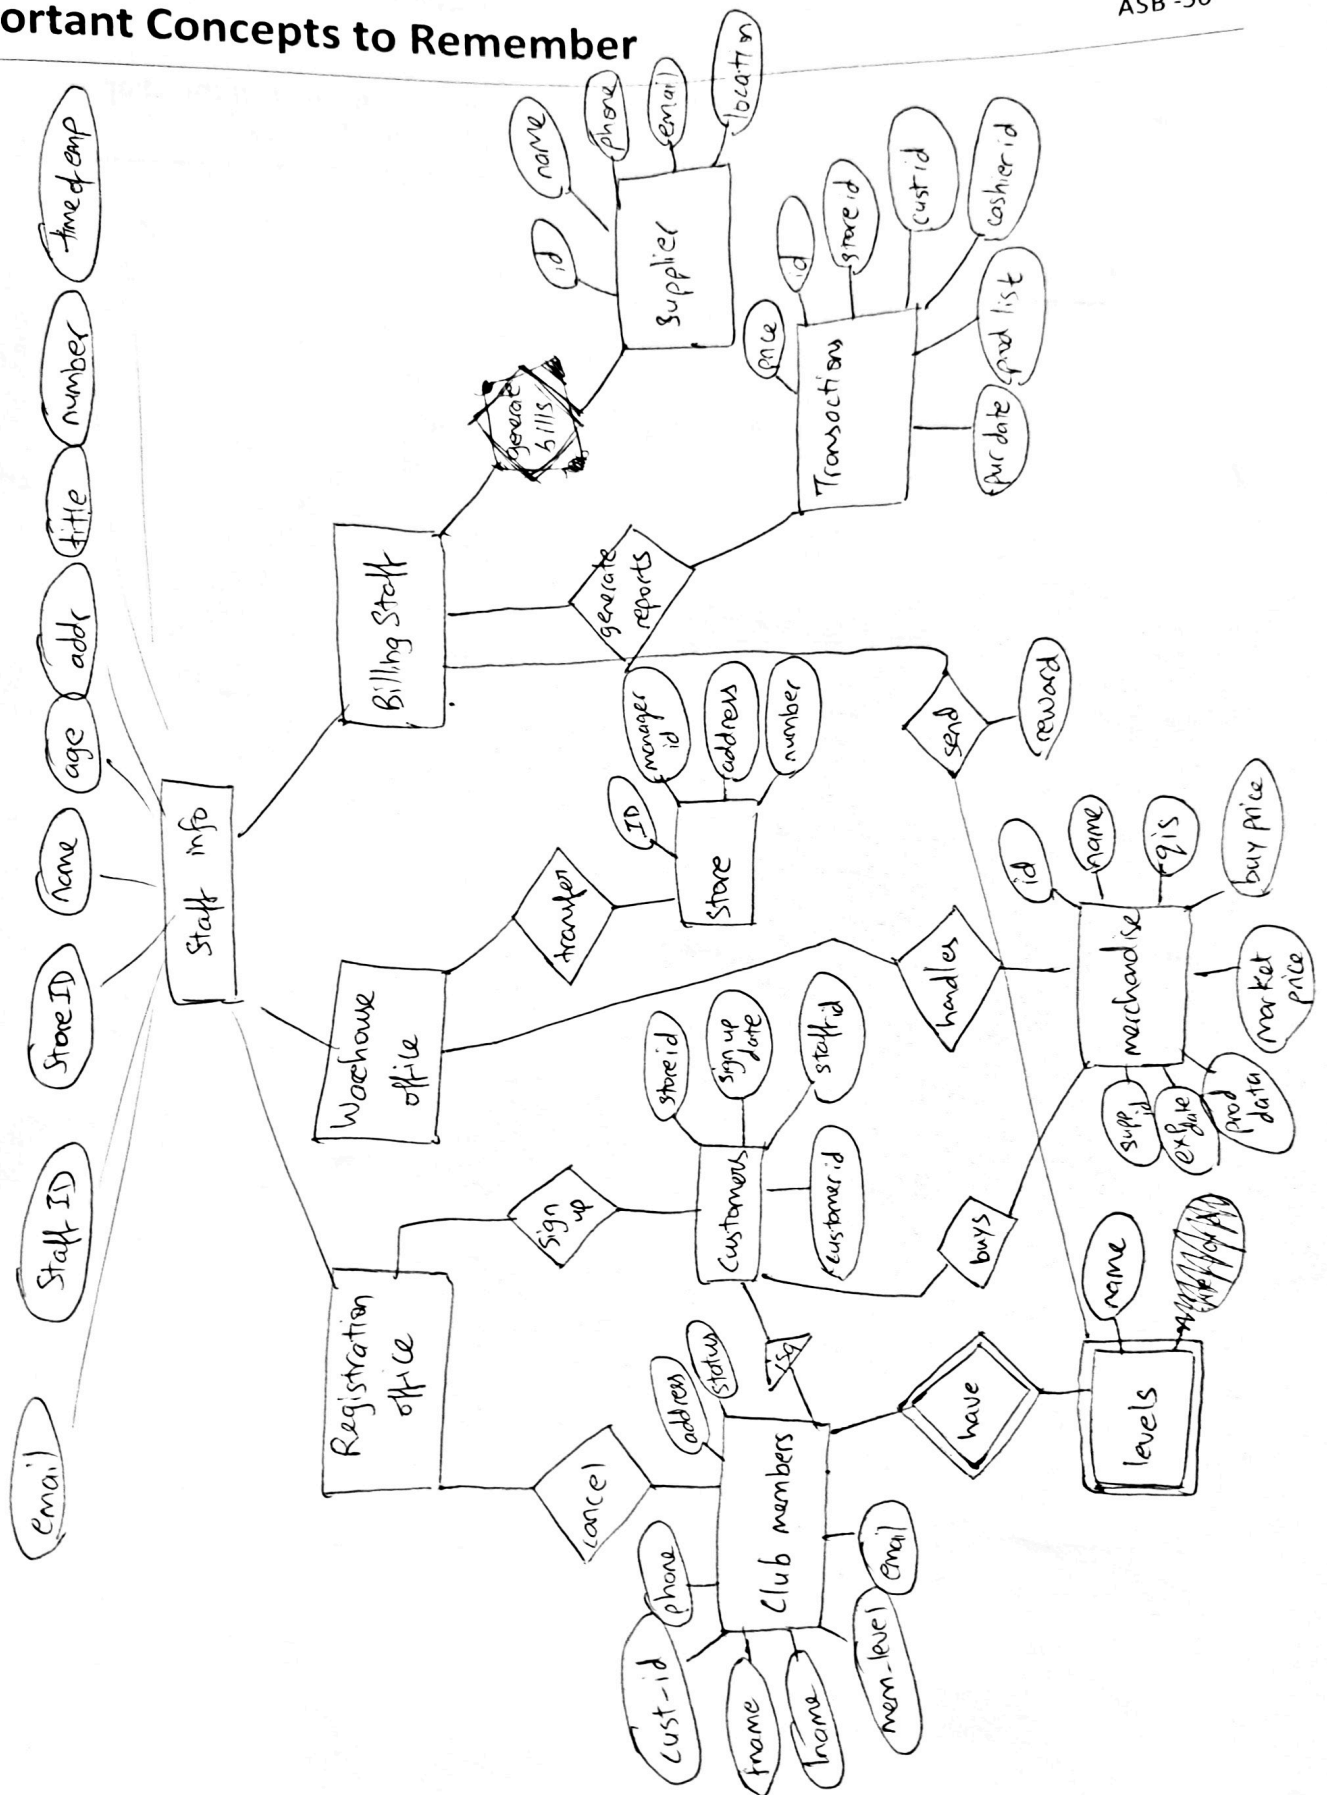 ortant Concepts to Remember
ASB -36
email
Staff ID
Store ID
name
age
addr
title
number
time of emp
Staff info
Registration
office
Warehouse
office
Billing Staff
generate
bills
id
name
phone
email
location
Supplier
cancel
sign
up
transfer
generate
reports
price
id
store id
cust id
cashier id
prod list
pur date
Transactions
cust-id
phone
address
status
fname
lname
mem-level
email
Club members
isa
store id
sign up
date
staff id
customer id
Customers
ID
manager
id
address
number
Store
have
buys
handles
send
reward
levels
name
supp
id
exp
date
prod
data
market
price
buy price
qis
name
id
merchandise